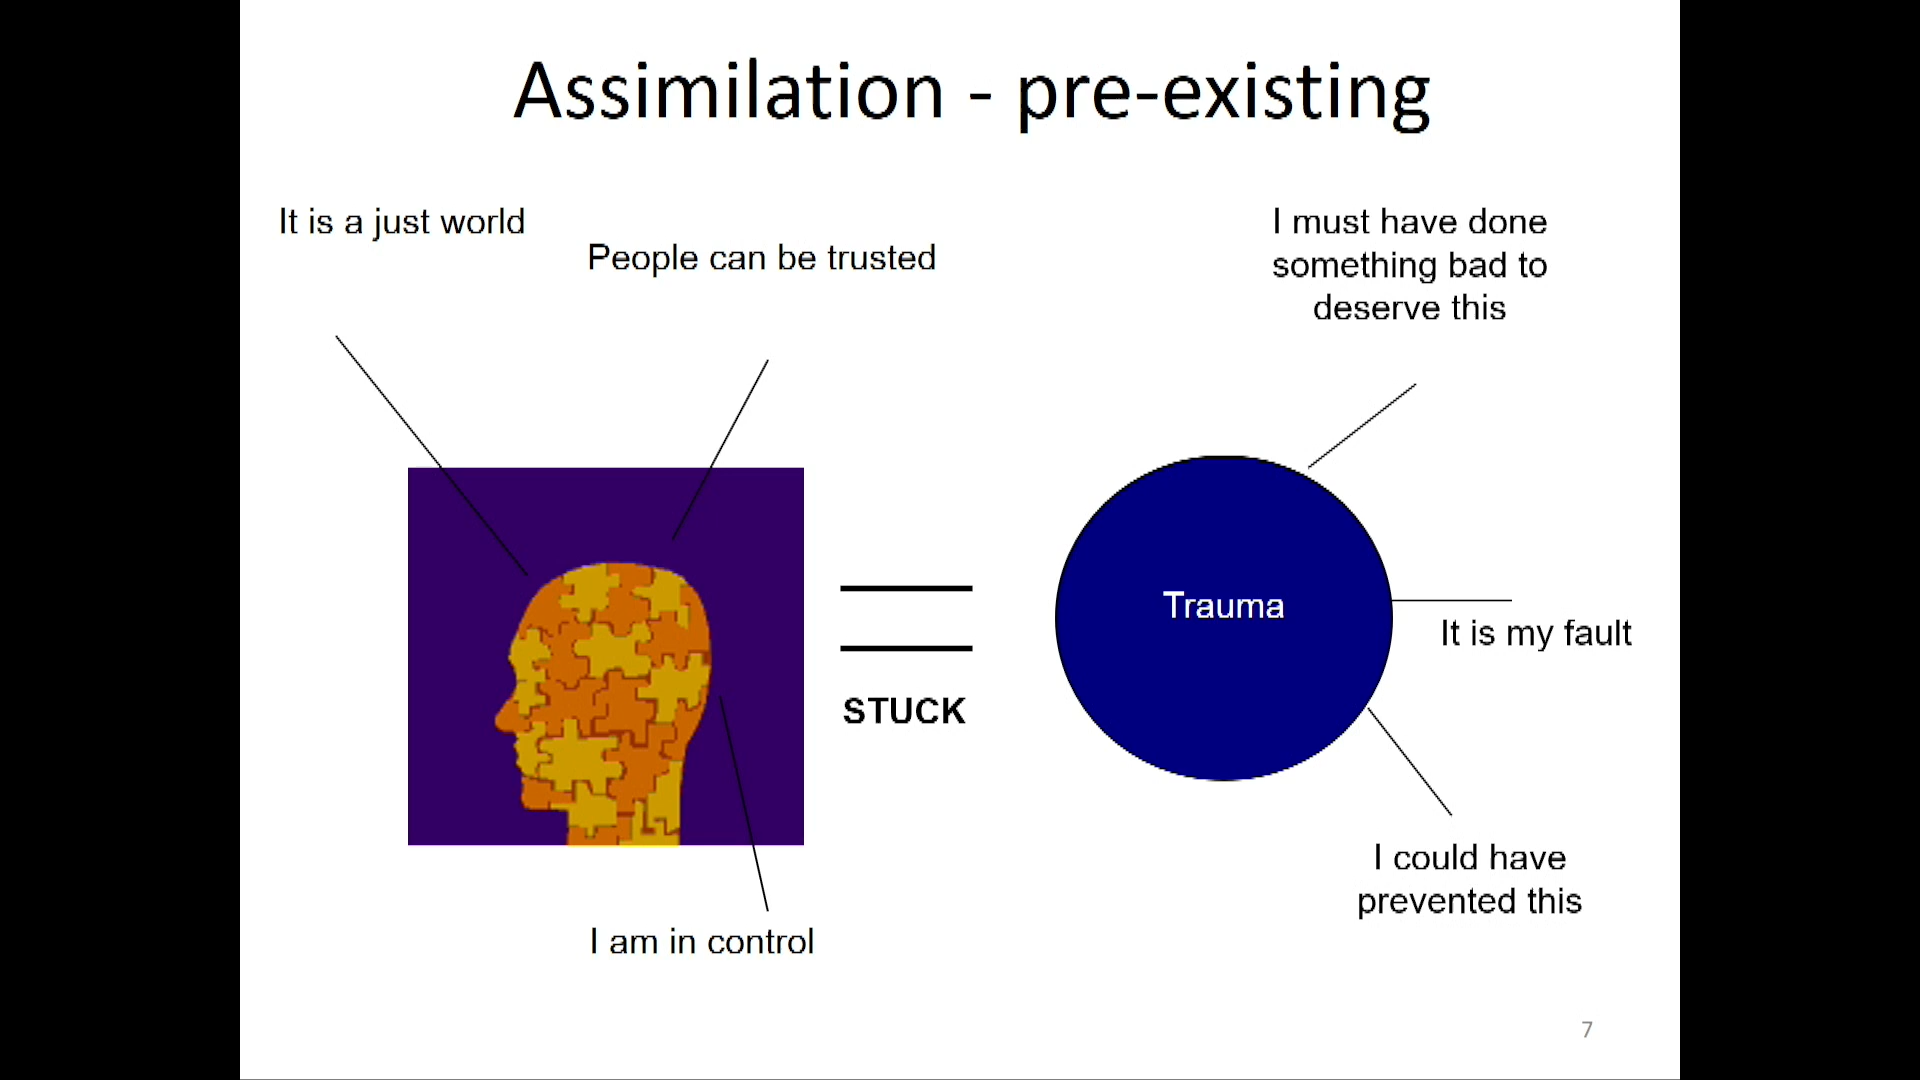 Assimilation - pre-existing
It is a just world
People can be trusted
I must have done
something bad to
deserve this
Trauma
It is my fault
STUCK
I could have
prevented this
I am in control
7